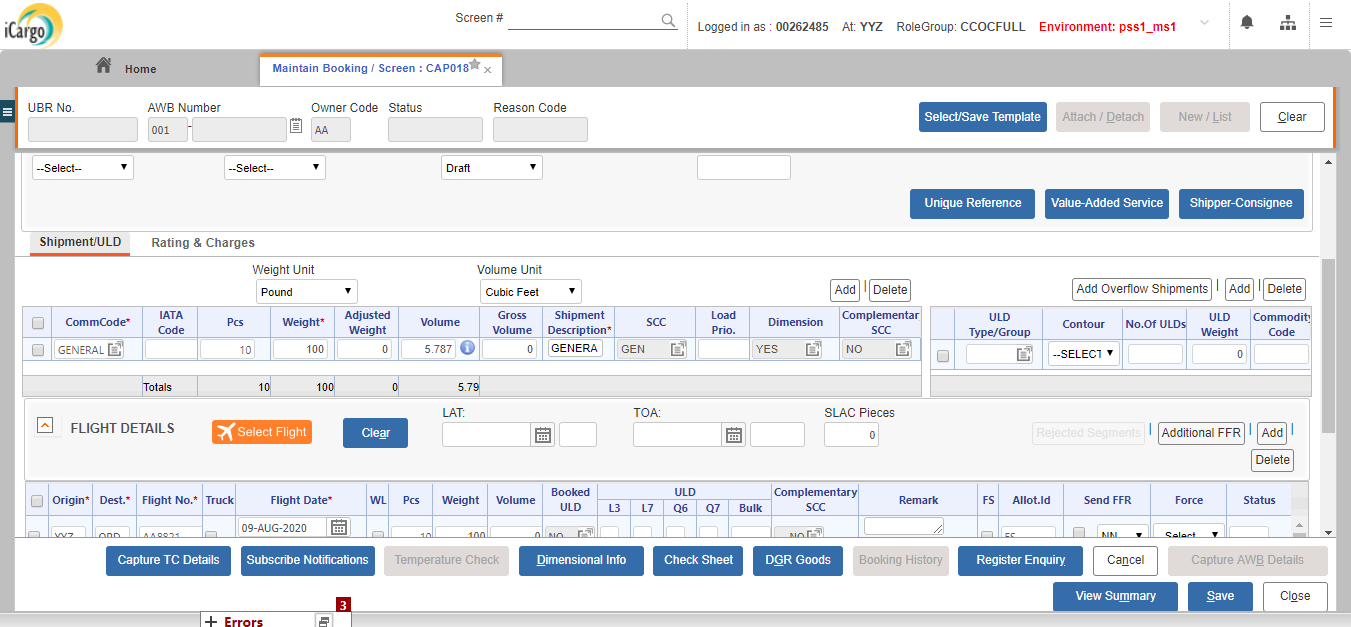 iCargo
Screen #
Logged in as : 00262485 At: YYZ RoleGroup: CCOCFULL Environment: pss1_ms1
Home
Maintain Booking / Screen : CAP018
UBR No. AWB Number Owner Code Status Reason Code
001 - AA
Select/Save Template Attach / Detach New / List Clear
--Select-- --Select-- Draft
Unique Reference Value-Added Service Shipper-Consignee
Shipment/ULD Rating & Charges
Weight Unit Volume Unit
Pound Cubic Feet Add | Delete Add Overflow Shipments | Add | Delete
CommCode* IATA Code Pcs Weight* Adjusted Weight Volume Gross Volume Shipment Description* SCC Load Prio. Dimension Complementar SCC
ULD Type/Group Contour No.Of ULDs ULD Weight Commodity Code
GENERAL 10 100 0 5.787 0 GENERA GEN YES NO
--SELECT 0
Totals 10 100 0 5.79
FLIGHT DETAILS Select Flight Clear
LAT: TOA: SLAC Pieces
0
Rejected Segments | Additional FFR | Add |
Delete
Origin* Dest.* Flight No.* Truck Flight Date* WL Pcs Weight Volume Booked ULD ULD Complementary SCC Remark FS Allot.Id Send FFR Force Status
L3 L7 Q6 Q7 Bulk
09-AUG-2020
YYZ ORD AA8821 10 100 NO NO FS NN Select
Capture TC Details Subscribe Notifications Temperature Check Dimensional Info Check Sheet DGR Goods Booking History Register Enquiry Cancel Capture AWB Details
View Summary Save Close
3
+ Errors